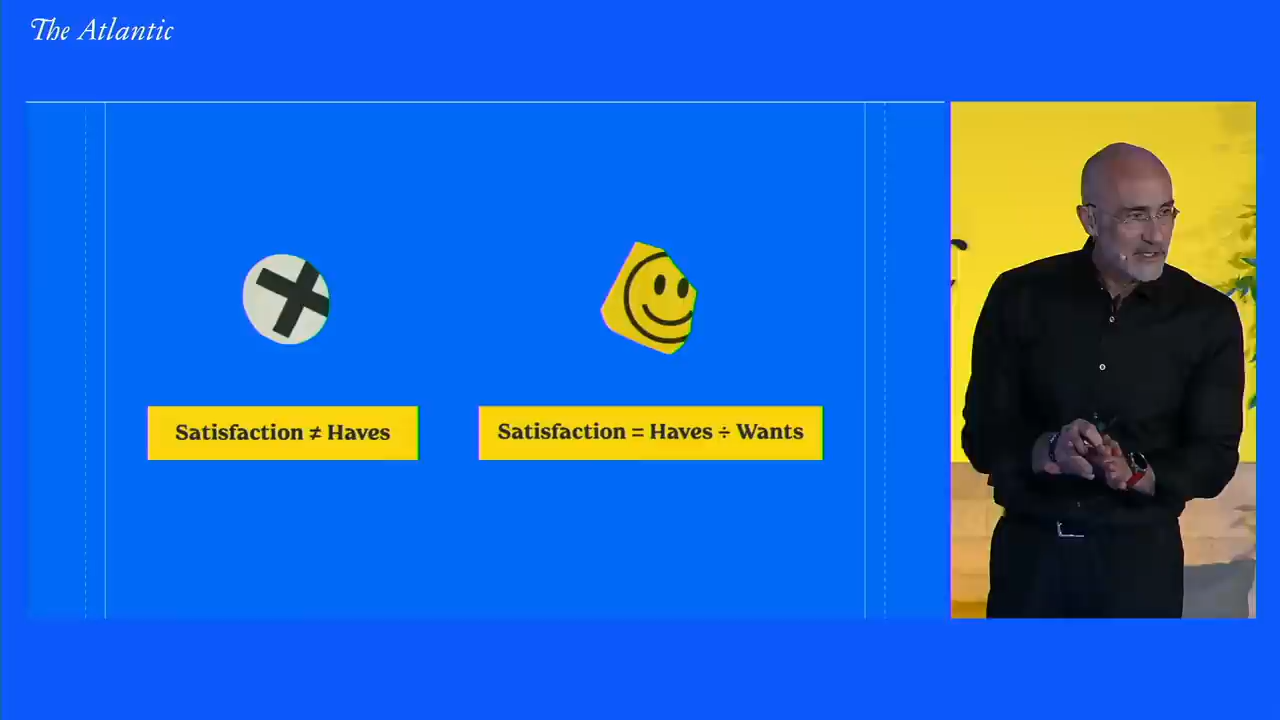 The Atlantic
Satisfaction ≠ Haves
Satisfaction = Haves ÷ Wants